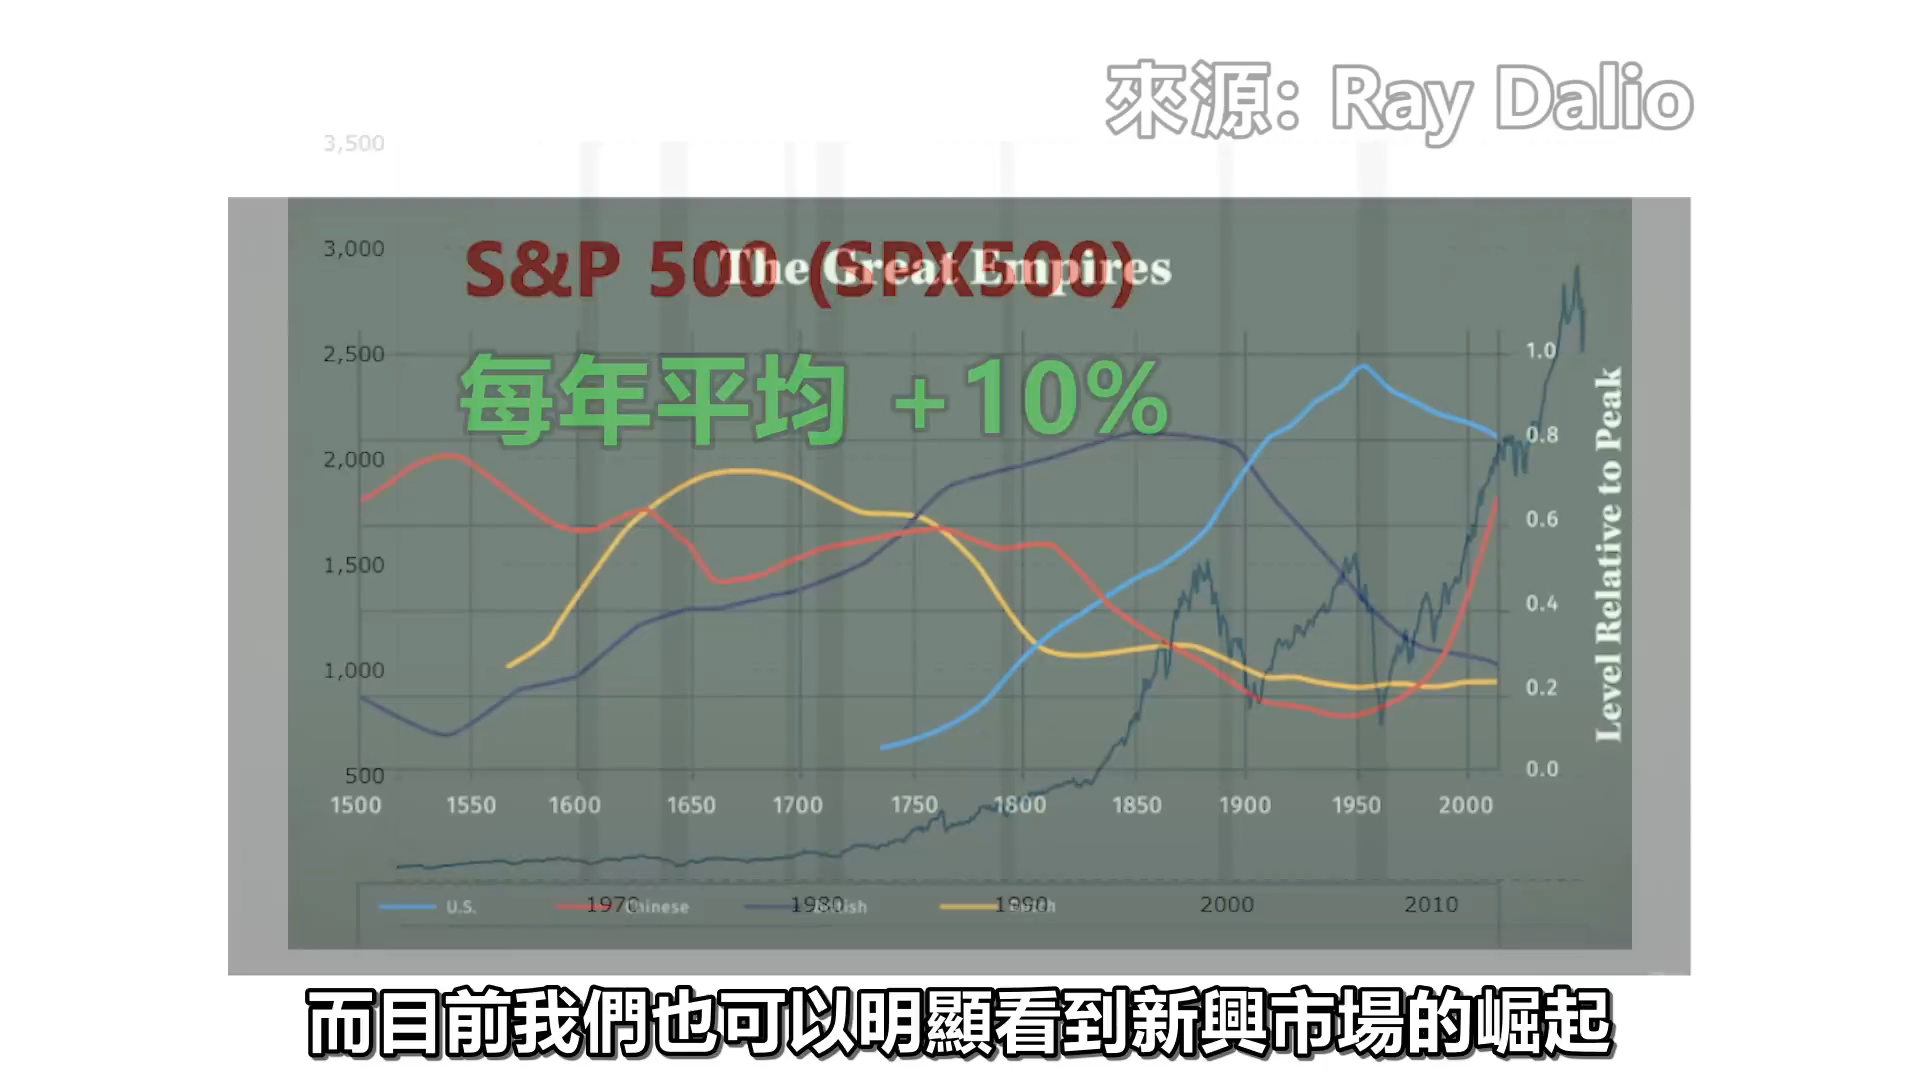 來源: Ray Dalio
3,500
3,000
S&P 500 (SPX500)
The Great Empires
2,500
每年平均 +10%
1.0
0.8
2,000
0.6
1,500
0.4
1,000
0.2
500
0.0
Level Relative to Peak
1500 1550 1600 1650 1700 1750 1800 1850 1900 1950 2000
U.S. Chinese British Dutch
1970 1980 1990 2000 2010
而目前我們也可以明顯看到新興市場的崛起